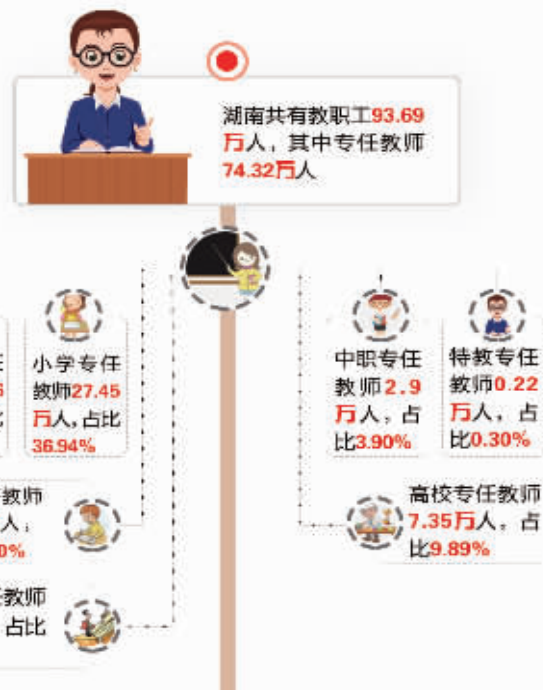 湖南共有教职工93.69
万人，其中专任教师
74.32万人
小学专任
教师27.45
万人，占比
36.94%
中职专任
教师2.9
万人，占
比3.90%
特教专任
教师0.22
万人，占
比0.30%
教师
人，
0%
高校专任教师
7.35万人，占
比9.89%
教师
占比